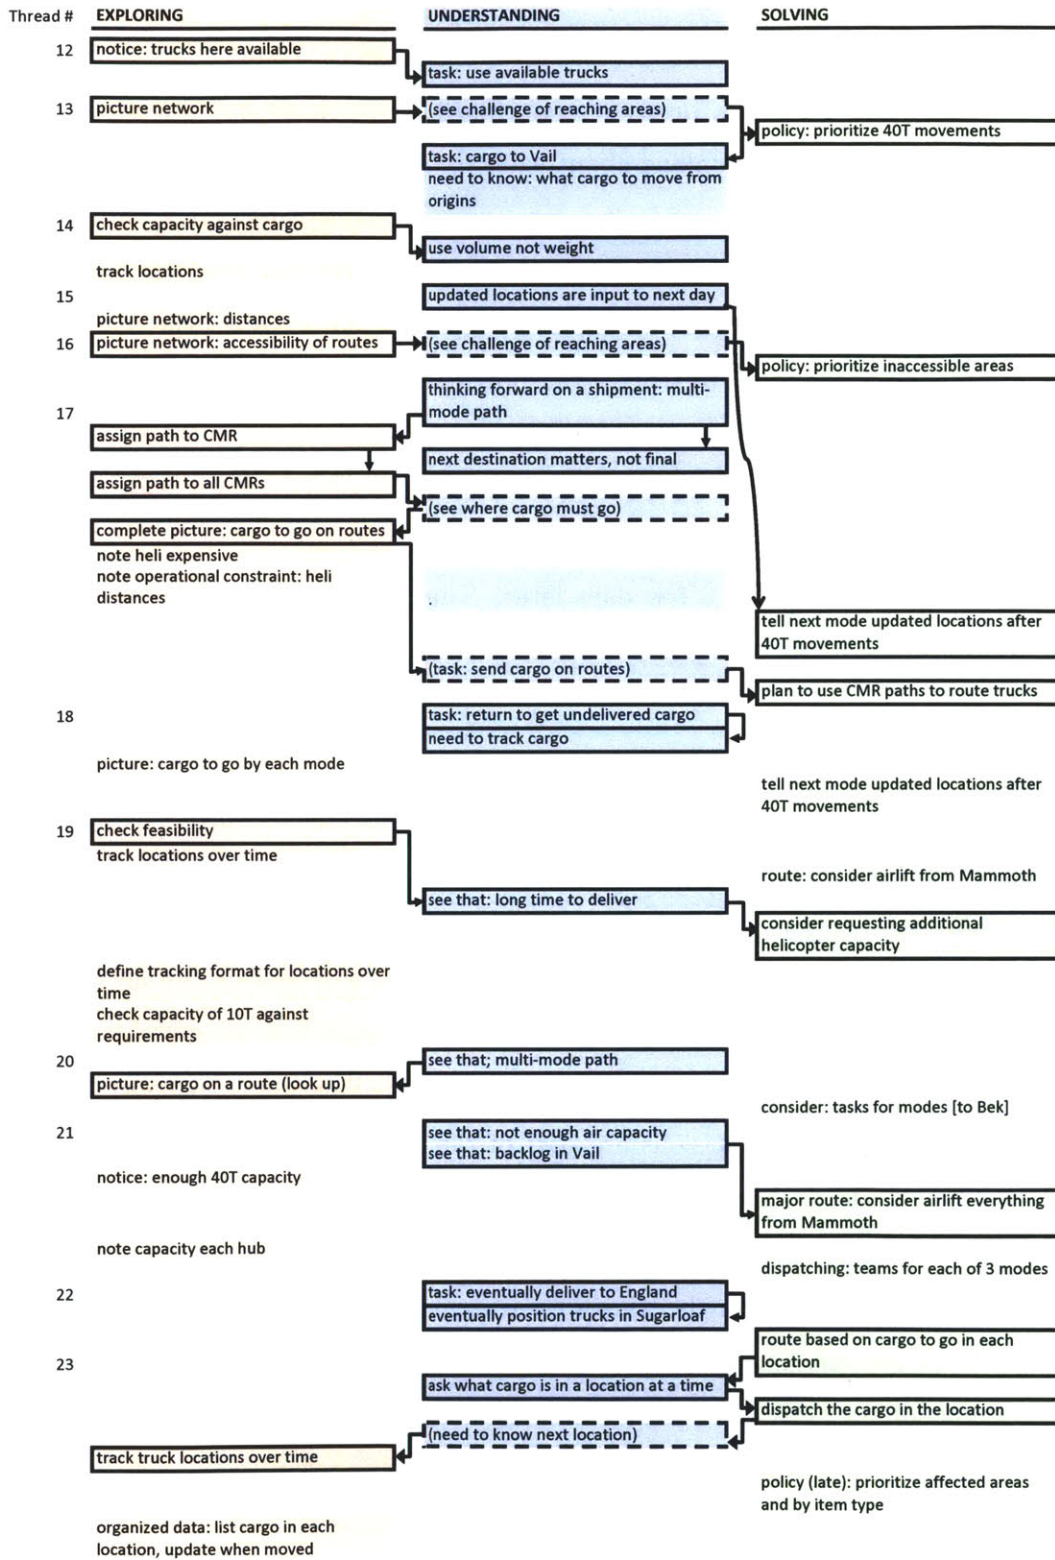 Thread # EXPLORING UNDERSTANDING SOLVING
12 notice: trucks here available
task: use available trucks
13 picture network (see challenge of reaching areas)
policy: prioritize 40T movements
task: cargo to Vail
need to know: what cargo to move from
origins
14 check capacity against cargo
use volume not weight
track locations
15 updated locations are input to next day
picture network: distances
16 picture network: accessibility of routes (see challenge of reaching areas)
policy: prioritize inaccessible areas
thinking forward on a shipment: multi-
mode path
17
assign path to CMR
next destination matters, not final
assign path to all CMRs
(see where cargo must go)
complete picture: cargo to go on routes
note heli expensive
note operational constraint: heli
distances
tell next mode updated locations after
40T movements
(task: send cargo on routes)
plan to use CMR paths to route trucks
18 task: return to get undelivered cargo
need to track cargo
picture: cargo to go by each mode
tell next mode updated locations after
40T movements
19 check feasibility
track locations over time
route: consider airlift from Mammoth
see that: long time to deliver
consider requesting additional
helicopter capacity
define tracking format for locations over
time
check capacity of 10T against
requirements
20 see that; multi-mode path
picture: cargo on a route (look up)
consider: tasks for modes [to Bek]
21 see that: not enough air capacity
see that: backlog in Vail
notice: enough 40T capacity
major route: consider airlift everything
from Mammoth
note capacity each hub
dispatching: teams for each of 3 modes
22 task: eventually deliver to England
eventually position trucks in Sugarloaf
route based on cargo to go in each
location
23
ask what cargo is in a location at a time
dispatch the cargo in the location
(need to know next location)
track truck locations over time
policy (late): prioritize affected areas
and by item type
organized data: list cargo in each
location, update when moved